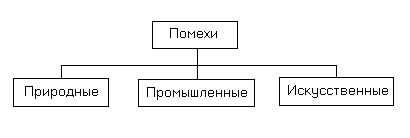 Помехи
Природные
Промышленные
Искусственные